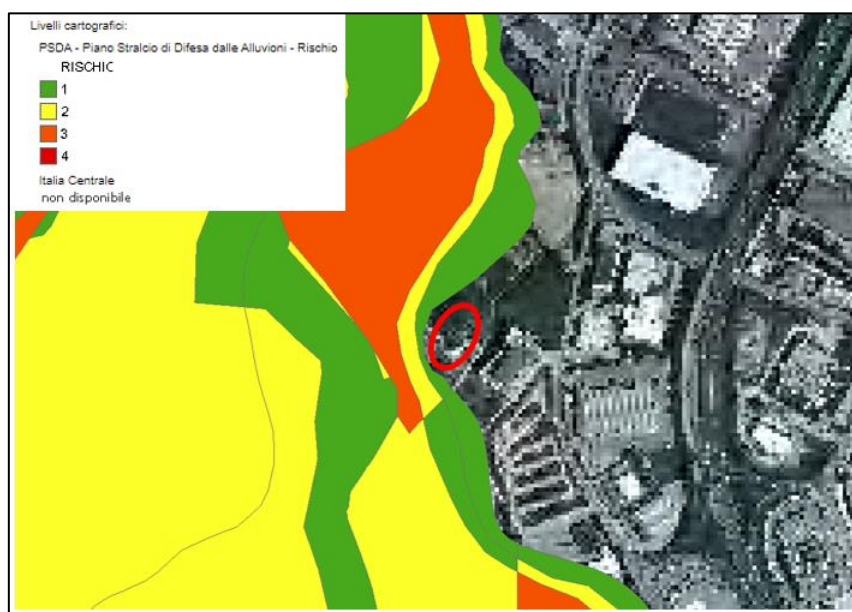 Livelli cartografici:
PSDA - Piano Stralcio di Difesa dalle Alluvioni - Rischio
RISCHIC
1
2
3
4
Italia Centrale
non disponibile